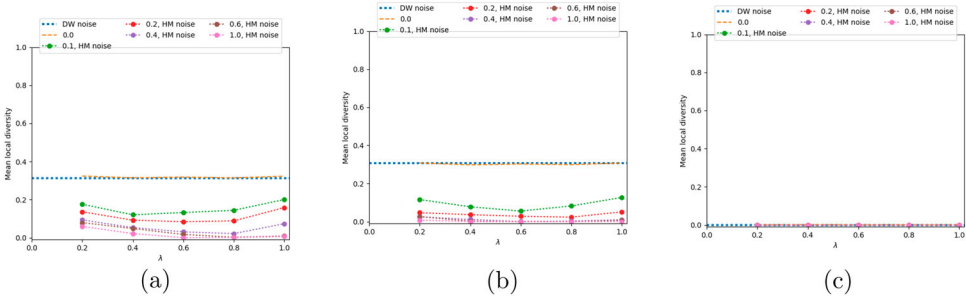 DW noise
0.0
0.1, HM noise
0.2, HM noise
0.4, HM noise
0.6, HM noise
1.0, HM noise
Mean local diversity
1.0
0.8
0.6
0.4
0.2
0.0
0.0 0.2 0.4 0.6 0.8 1.0
λ
(a)
DW noise
0.0
0.1, HM noise
0.2, HM noise
0.4, HM noise
0.6, HM noise
1.0, HM noise
Mean local diversity
1.0
0.8
0.6
0.4
0.2
0.0
0.0 0.2 0.4 0.6 0.8 1.0
λ
(b)
DW noise
0.0
0.1, HM noise
0.2, HM noise
0.4, HM noise
0.6, HM noise
1.0, HM noise
Mean local diversity
1.0
0.8
0.6
0.4
0.2
0.0
0.0 0.2 0.4 0.6 0.8 1.0
λ
(c)